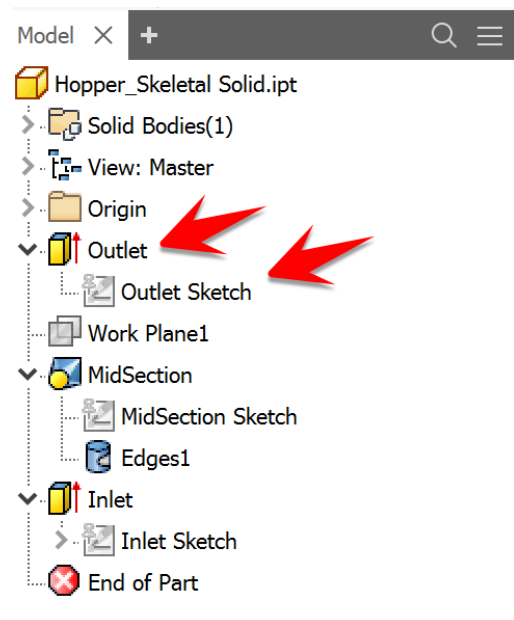 Model
Hopper_Skeletal Solid.ipt
Solid Bodies(1)
View: Master
Origin
Outlet
Outlet Sketch
Work Plane1
MidSection
MidSection Sketch
Edges1
Inlet
Inlet Sketch
End of Part